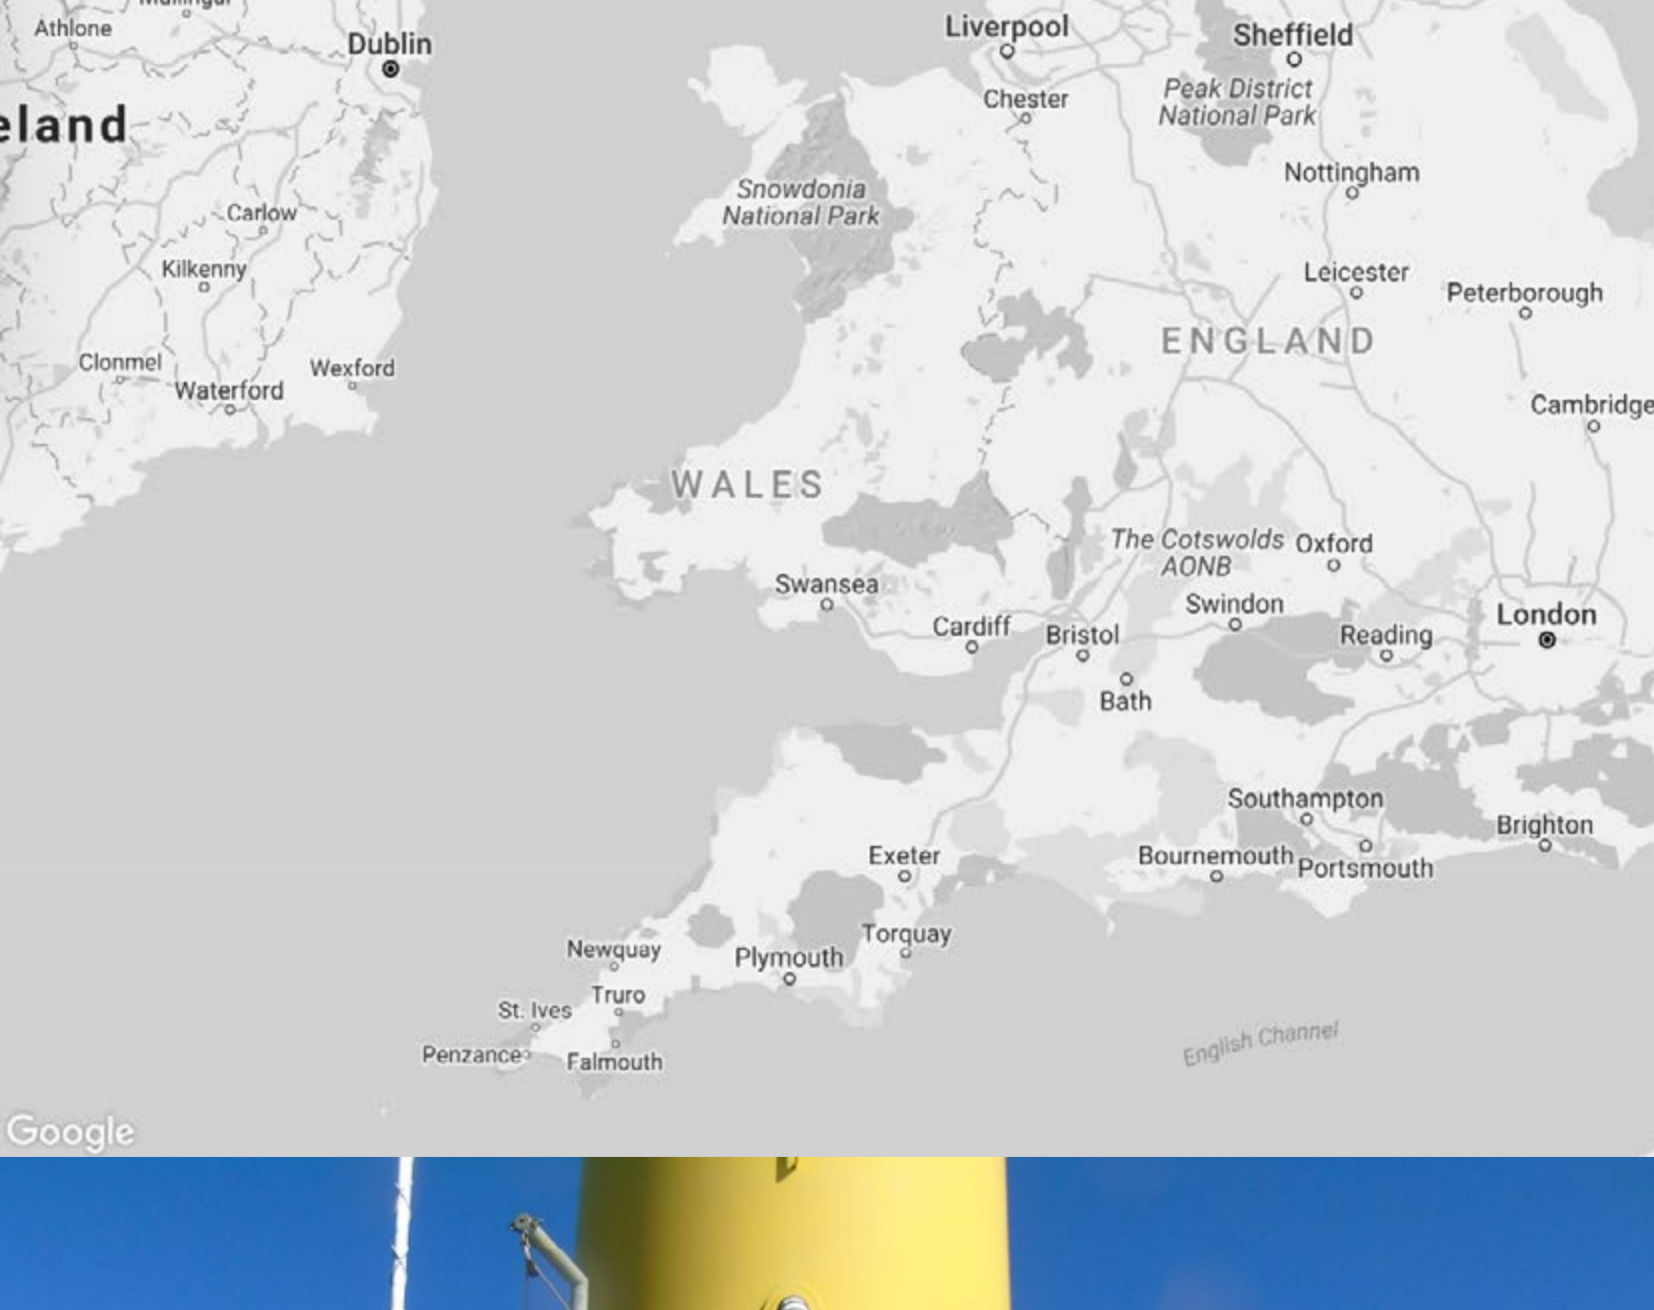 Athlone
Dublin
Liverpool
Sheffield
Chester
Peak District
National Park
eland
Nottingham
Snowdonia
National Park
Carlow
Kilkenny
Leicester
Peterborough
ENGLAND
Clonmel
Wexford
Waterford
Cambridge
WALES
The Cotswolds
AONB
Oxford
Swansea
Swindon
London
Cardiff
Bristol
Reading
Bath
Southampton
Brighton
Exeter
Bournemouth
Portsmouth
Torquay
Newquay
Plymouth
Truro
St. Ives
Penzance
Falmouth
English Channel
Google